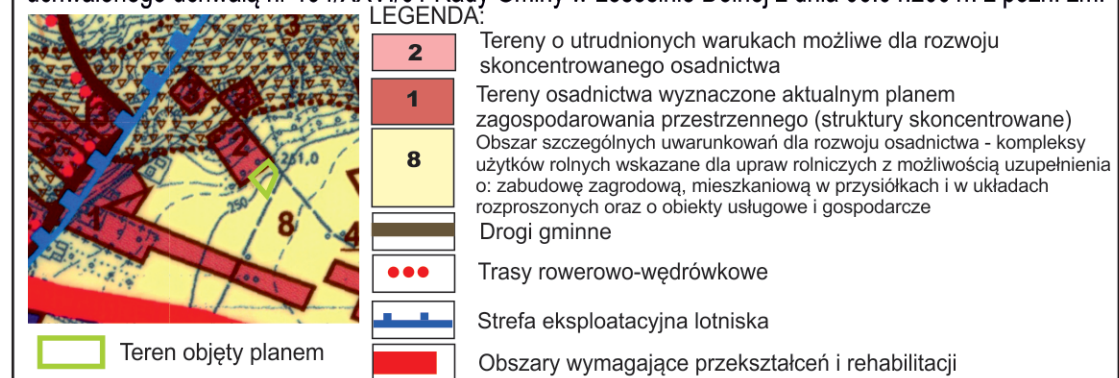 LEGENDA:
2
Tereny o utrudnionych warukach możliwe dla rozwoju
skoncentrowanego osadnictwa
1
Tereny osadnictwa wyznaczone aktualnym planem
zagospodarowania przestrzennego (struktury skoncentrowane)
8
Obszar szczególnych uwarunkowań dla rozwoju osadnictwa - kompleksy
użytków rolnych wskazane dla upraw rolniczych z możliwością uzupełnienia
o: zabudowę zagrodową, mieszkaniową w przysiółkach i w układach
rozproszonych oraz o obiekty usługowe i gospodarcze
Drogi gminne
Trasy rowerowo-wędrówkowe
Strefa eksploatacyjna lotniska
Obszary wymagające przekształceń i rehabilitacji
251,0
250
8
Teren objęty planem